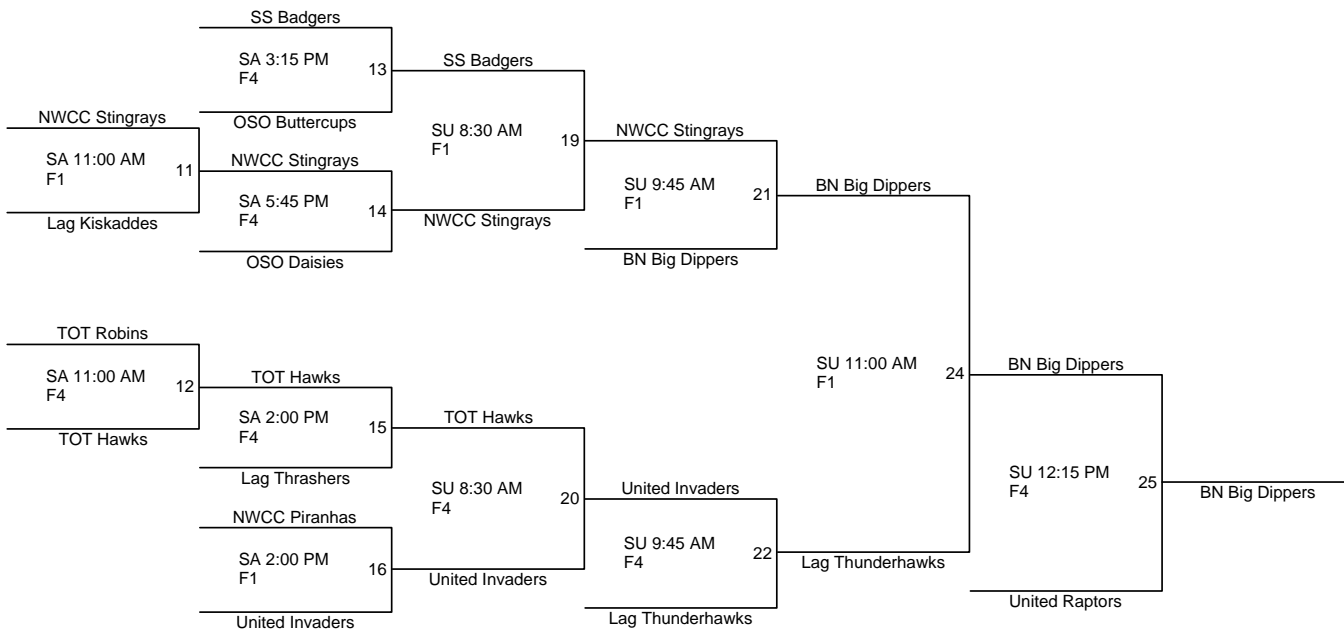 SS Badgers
SA 3:15 PM
F4
13
OSO Buttercups
SS Badgers
NWCC Stingrays
SA 11:00 AM
F1
11
Lag Kiskaddes
NWCC Stingrays
SA 5:45 PM
F4
14
OSO Daisies
SU 8:30 AM
F1
19
NWCC Stingrays
NWCC Stingrays
SU 9:45 AM
F1
21
BN Big Dippers
BN Big Dippers
TOT Robins
SA 11:00 AM
F4
12
TOT Hawks
TOT Hawks
SA 2:00 PM
F4
15
Lag Thrashers
TOT Hawks
NWCC Piranhas
SA 2:00 PM
F1
16
United Invaders
SU 8:30 AM
F4
20
United Invaders
United Invaders
SU 9:45 AM
F4
22
Lag Thunderhawks
Lag Thunderhawks
SU 11:00 AM
F1
24
BN Big Dippers
SU 12:15 PM
F4
25
United Raptors
BN Big Dippers